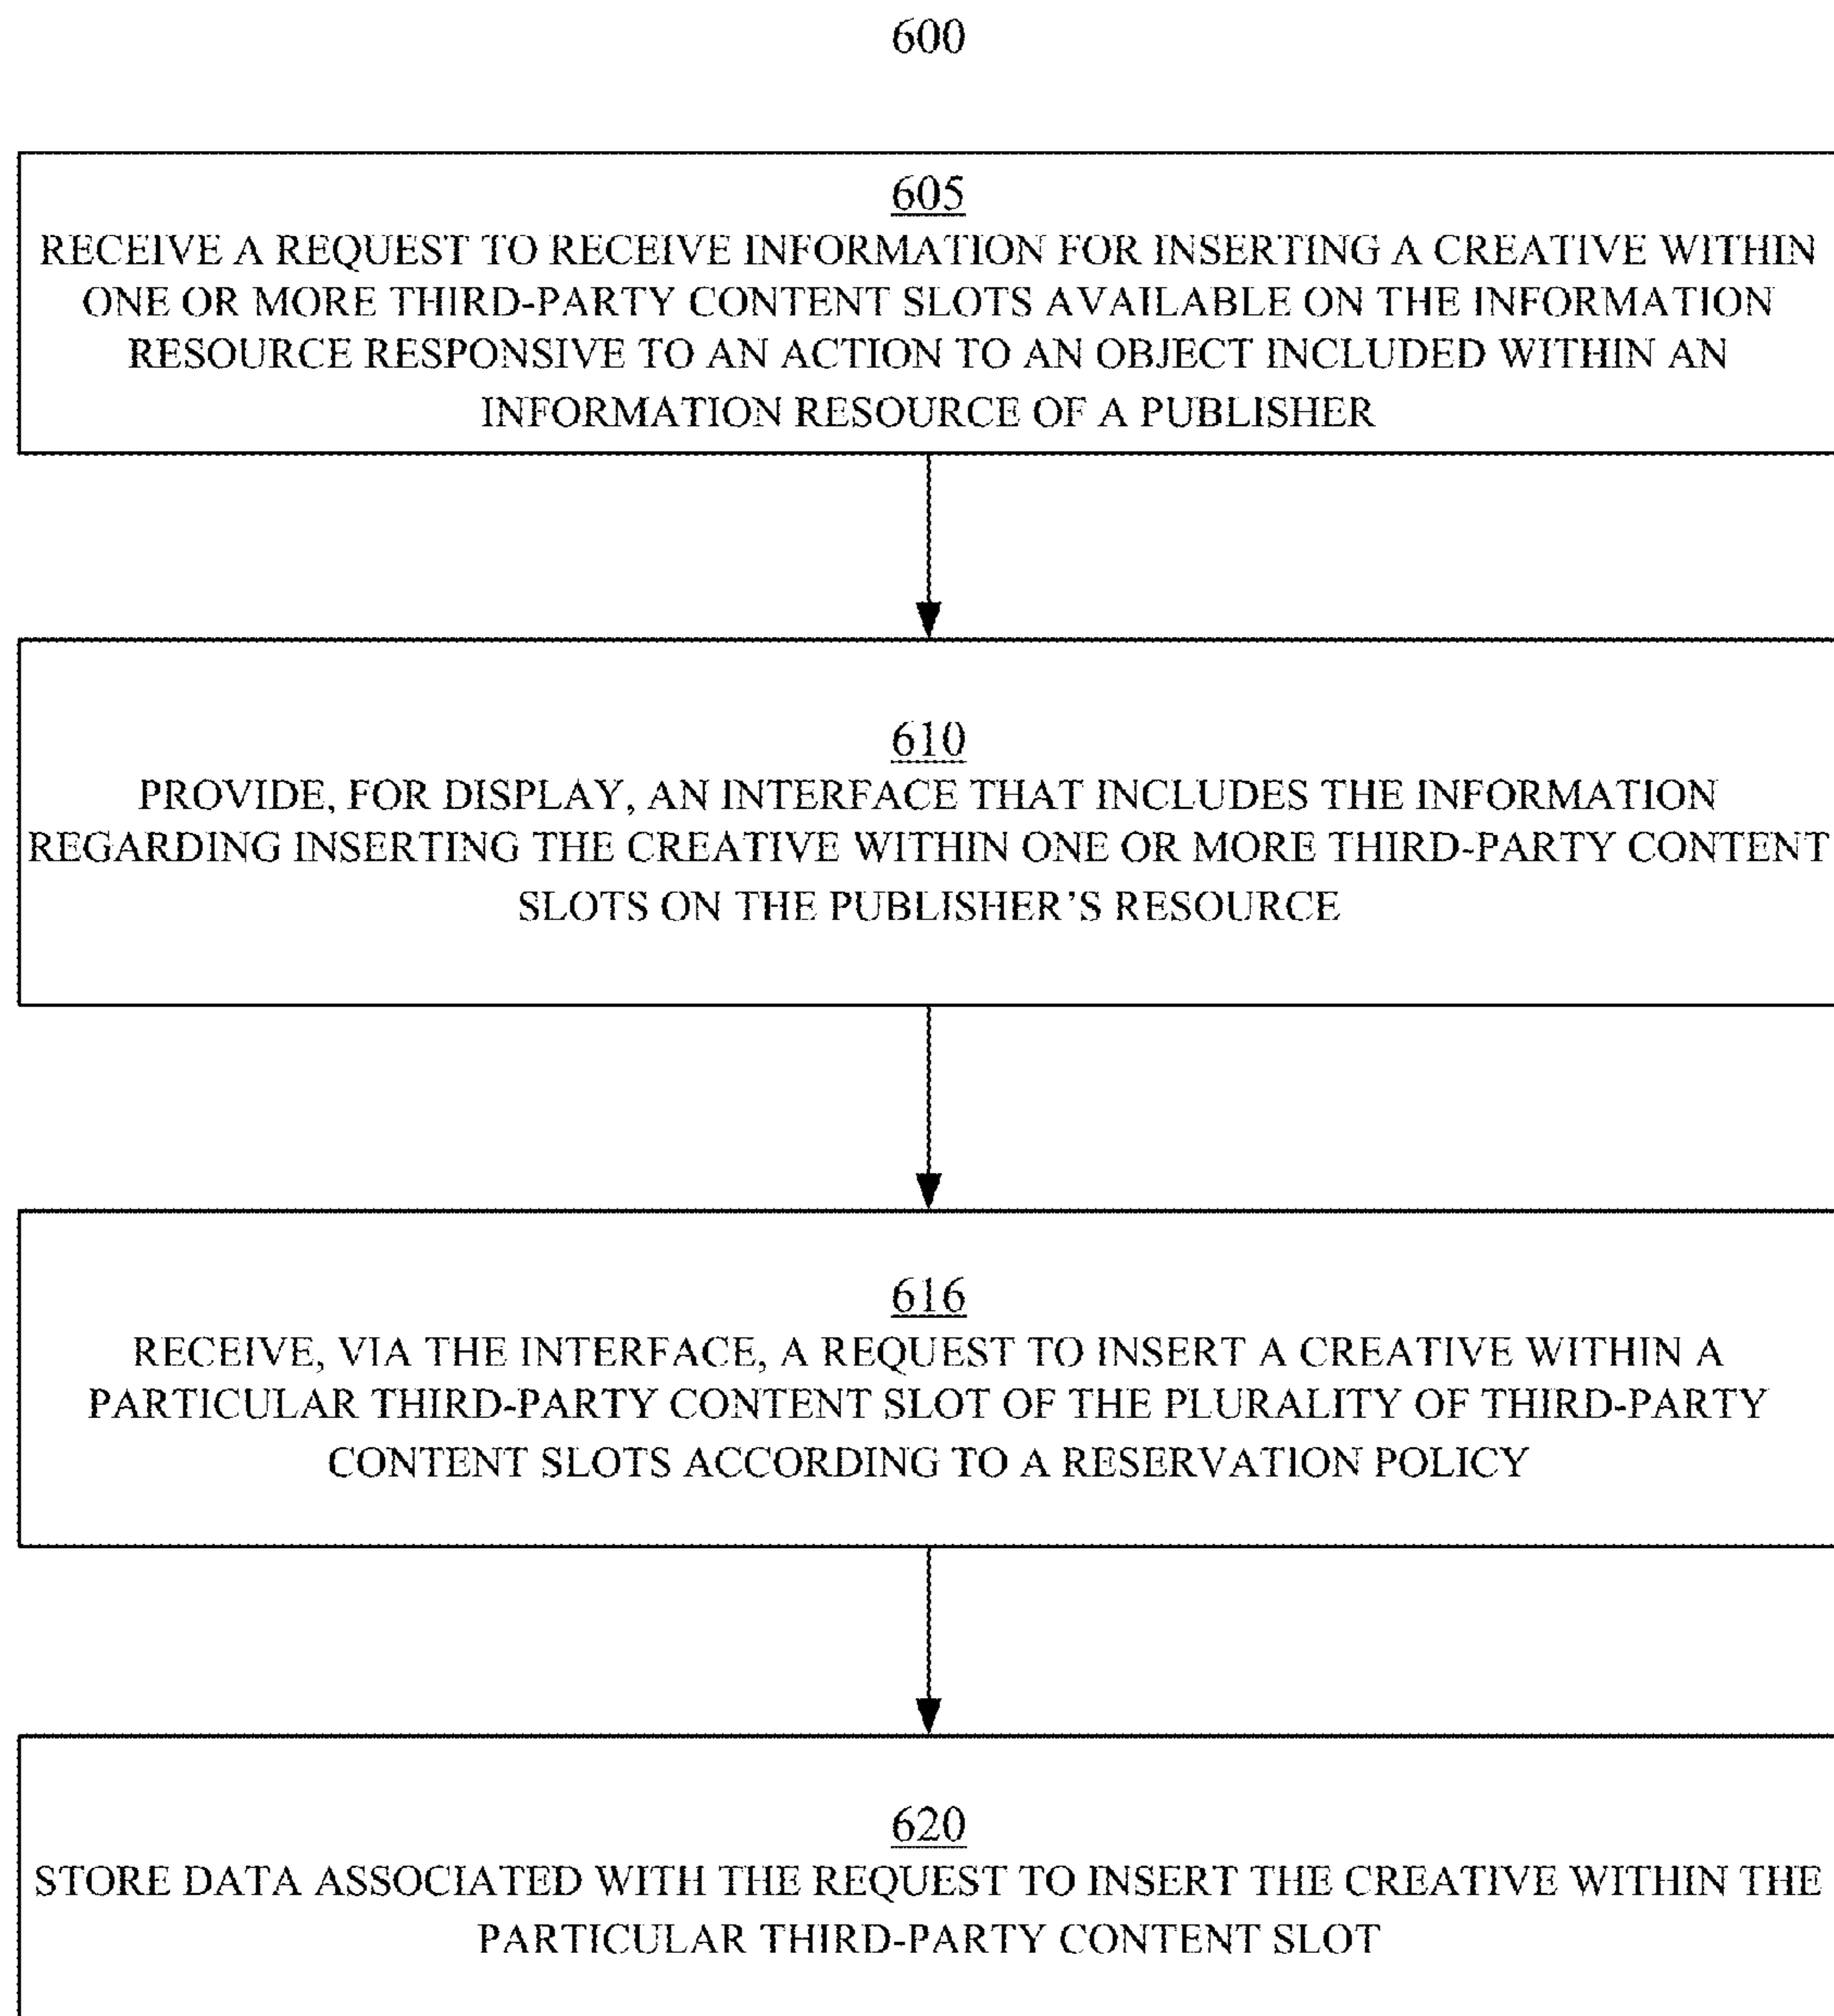 600
605
RECEIVE A REQUEST TO RECEIVE INFORMATION FOR INSERTING A CREATIVE WITHIN
ONE OR MORE THIRD-PARTY CONTENT SLOTS AVAILABLE ON THE INFORMATION
RESOURCE RESPONSIVE TO AN ACTION TO AN OBJECT INCLUDED WITHIN AN
INFORMATION RESOURCE OF A PUBLISHER
610
PROVIDE, FOR DISPLAY, AN INTERFACE THAT INCLUDES THE INFORMATION
REGARDING INSERTING THE CREATIVE WITHIN ONE OR MORE THIRD-PARTY CONTENT
SLOTS ON THE PUBLISHER'S RESOURCE
616
RECEIVE, VIA THE INTERFACE, A REQUEST TO INSERT A CREATIVE WITHIN A
PARTICULAR THIRD-PARTY CONTENT SLOT OF THE PLURALITY OF THIRD-PARTY
CONTENT SLOTS ACCORDING TO A RESERVATION POLICY
620
STORE DATA ASSOCIATED WITH THE REQUEST TO INSERT THE CREATIVE WITHIN THE
PARTICULAR THIRD-PARTY CONTENT SLOT